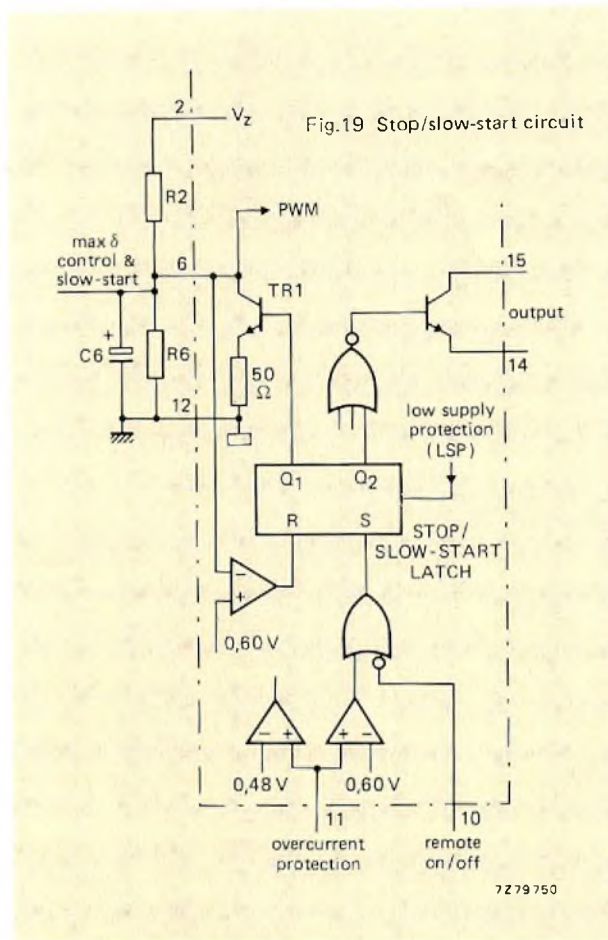 2
Vz
Fig.19 Stop/slow-start circuit
R2
PWM
max δ
control &
slow-start
6
TR1
15
output
14
C6
+
R6
50
Ω
12
low supply
protection
(LSP)
Q1
Q2
R
S
STOP/
SLOW-START
LATCH
−
+
0,60 V
− +
+ −
0,48 V
0,60 V
11
10
overcurrent
protection
remote
on/off
7Z79750